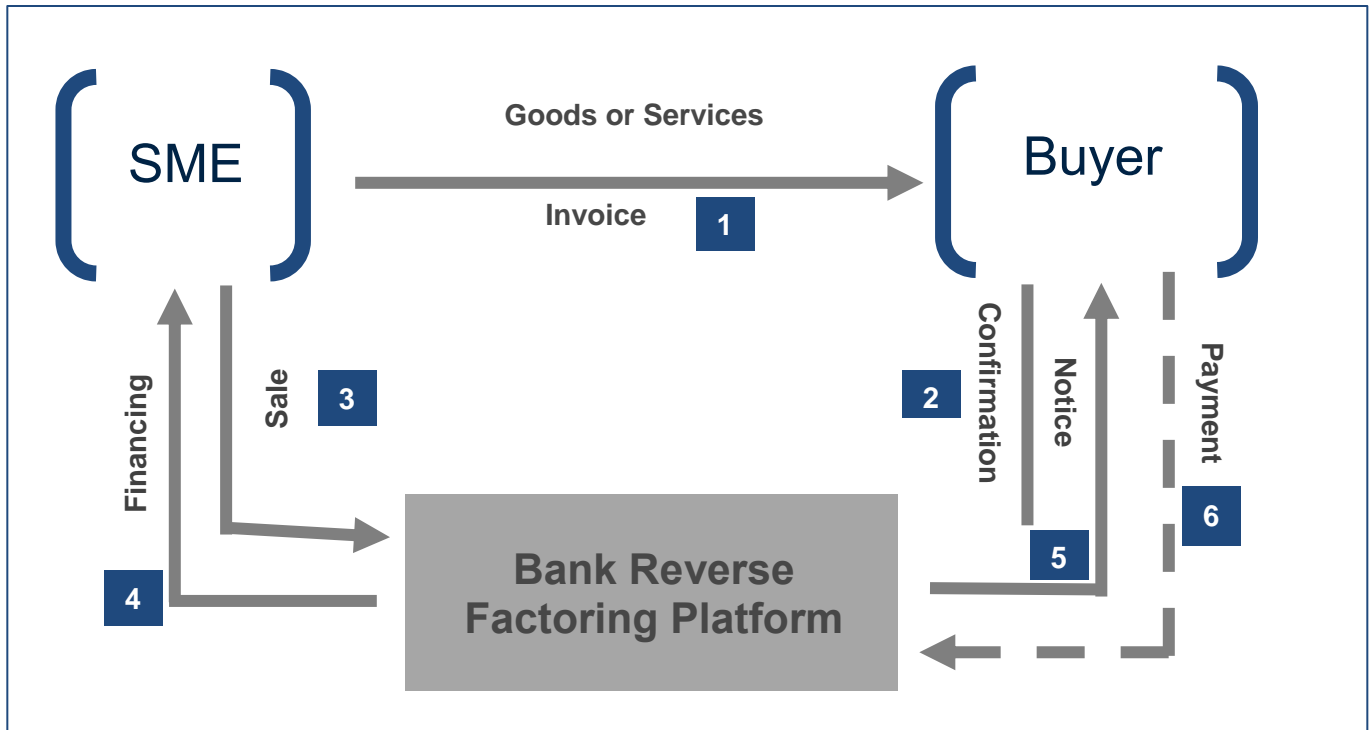 Goods or Services
SME
Buyer
Invoice
1
Financing
Sale
3
2
Confirmation
Notice
Payment
6
4
Bank Reverse
Factoring Platform
5